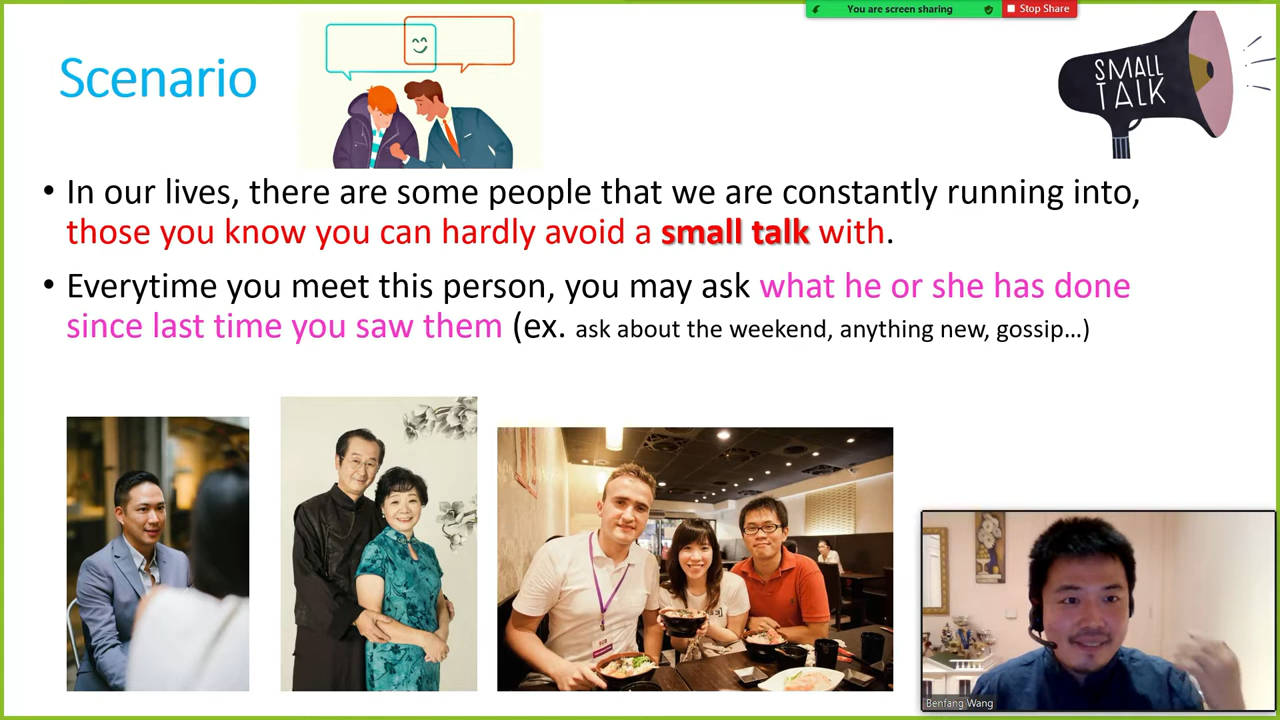 You are screen sharing
Stop Share
Scenario
SMALL
TALK
• In our lives, there are some people that we are constantly running into,
those you know you can hardly avoid a small talk with.
• Everytime you meet this person, you may ask what he or she has done
since last time you saw them (ex. ask about the weekend, anything new, gossip…)
Benfang Wang